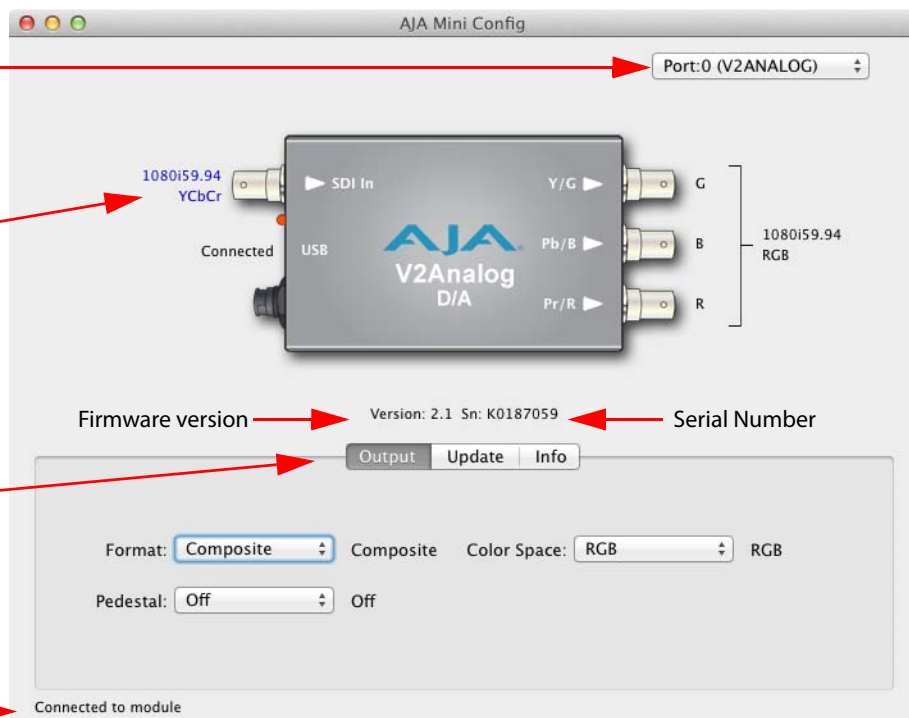 AJA Mini Config
Port:0 (V2ANALOG)
1080i59.94
YCbCr
SDI In
Y/G
G
Connected
USB
AJA
V2Analog
D/A
Pb/B
B
1080i59.94
RGB
Pr/R
R
Firmware version
Version: 2.1 Sn: K0187059
Serial Number
Output Update Info
Format: Composite Composite Color Space: RGB RGB
Pedestal: Off Off
Connected to module